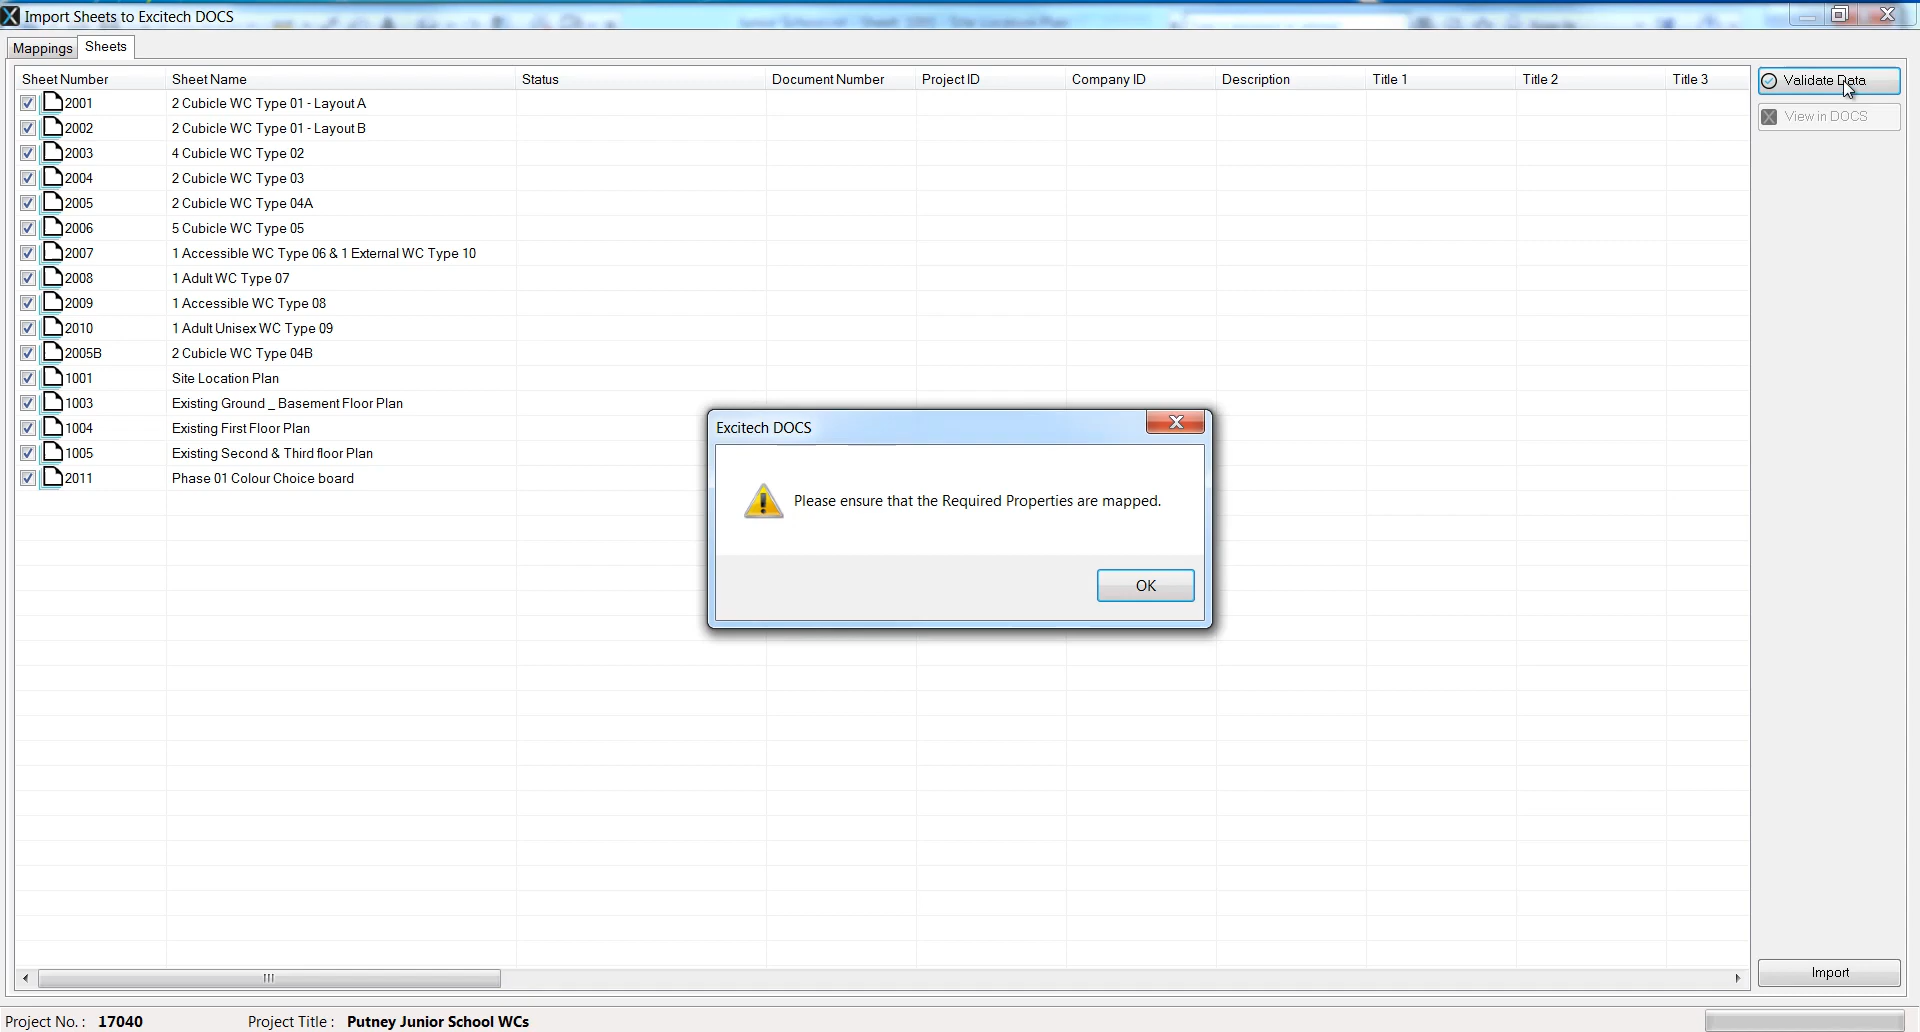 Import Sheets to Excitech DOCS
Mappings Sheets
Sheet Number Sheet Name Status Document Number Project ID Company ID Description Title 1 Title 2 Title 3
Validate Data
2001 2 Cubicle WC Type 01 - Layout A
View in DOCS
2002 2 Cubicle WC Type 01 - Layout B
2003 4 Cubicle WC Type 02
2004 2 Cubicle WC Type 03
2005 2 Cubicle WC Type 04A
2006 5 Cubicle WC Type 05
2007 1 Accessible WC Type 06 & 1 External WC Type 10
2008 1 Adult WC Type 07
2009 1 Accessible WC Type 08
2010 1 Adult Unisex WC Type 09
2005B 2 Cubicle WC Type 04B
1001 Site Location Plan
1003 Existing Ground _ Basement Floor Plan
1004 Existing First Floor Plan
1005 Existing Second & Third floor Plan
2011 Phase 01 Colour Choice board
Excitech DOCS
Please ensure that the Required Properties are mapped.
OK
Import
Project No. : 17040 Project Title : Putney Junior School WCs